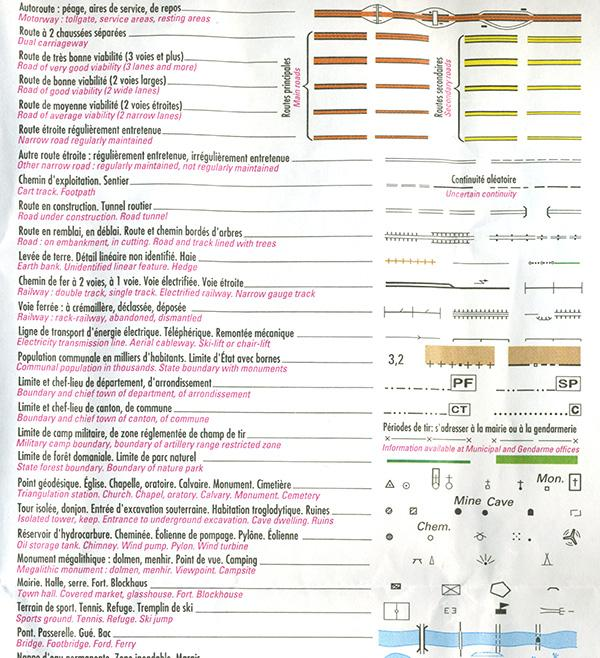 Autoroute : péage, aires de service, de repos
Motorway : tollgate, service areas, resting areas
Route à 2 chaussées séparées
Dual carriageway
Route de très bonne viabilité (3 voies et plus)
Road of very good viability (3 lanes and more)
Route de bonne viabilité (2 voies larges)
Road of good viability (2 wide lanes)
Route de moyenne viabilité (2 voies étroites)
Road of average viability (2 narrow lanes)
Route étroite régulièrement entretenue
Narrow road regularly maintained
Routes principales
Main roads
Routes secondaires
Secondary roads
Autre route étroite : régulièrement entretenue, irrégulièrement entretenue
Other narrow road : regularly maintained, not regularly maintained
Chemin d'exploitation. Sentier
Cart track. Footpath
Continuité aléatoire
Uncertain continuity
Route en construction. Tunnel routier
Road under construction. Road tunnel
Route en remblai, en déblai. Route et chemin bordés d'arbres
Road : on embankment, in cutting. Road and track lined with trees
Levée de terre. Détail linéaire non identifié. Haie
Earth bank. Unidentified linear feature. Hedge
Chemin de fer à 2 voies, à 1 voie. Voie électrifiée. Voie étroite
Railway : double track, single track. Electrified railway. Narrow gauge track
Voie ferrée : à crémaillère, déclassée, déposée
Railway : rack-railway, abandoned, dismantled
Ligne de transport d'énergie électrique. Téléphérique. Remontée mécanique
Electricity transmission line. Aerial cableway. Ski-lift or chair-lift
Population communale en milliers d'habitants. Limite d'État avec bornes
3,2
Communal population in thousands. State boundary with monuments
Limite et chef-lieu de département, d'arrondissement
PF
SP
Boundary and chief town of department, of arrondissement
Limite et chef-lieu de canton, de commune
CT
C
Boundary and chief town of canton, of commune
Limite de camp militaire, de zone réglementée de champ de tir
Périodes de tir: s'adresser à la mairie ou à la gendarmerie
Military camp boundary, boundary of artillery range restricted zone
Information available at Municipal and Gendarme offices
Limite de forêt domaniale. Limite de parc naturel
State forest boundary. Boundary of nature park
Point géodésique. Église. Chapelle, oratoire. Calvaire. Monument. Cimetière
Mon.
Triangulation station. Church. Chapel, oratory. Calvary. Monument. Cemetery
Tour isolée, donjon. Entrée d'excavation souterraine. Habitation troglodytique. Ruines
Mine
Cave
Isolated tower, keep. Entrance to underground excavation. Cave dwelling. Ruins
Réservoir d'hydrocarbure. Cheminée. Éolienne de pompage. Pylône. Éolienne
Chem.
Oil storage tank. Chimney. Wind pump. Pylon. Wind turbine
Monument mégalithique : dolmen, menhir. Point de vue. Camping
Megalithic monument : dolmen, menhir. Viewpoint. Campsite
Mairie. Halle, serre. Fort. Blockhaus
Town hall. Covered market, glasshouse. Fort. Blockhaus
Terrain de sport. Tennis. Refuge. Tremplin de ski
Sports ground. Tennis. Refuge. Ski jump
Pont. Passerelle. Gué. Bac
Bridge. Footbridge. Ford. Ferry